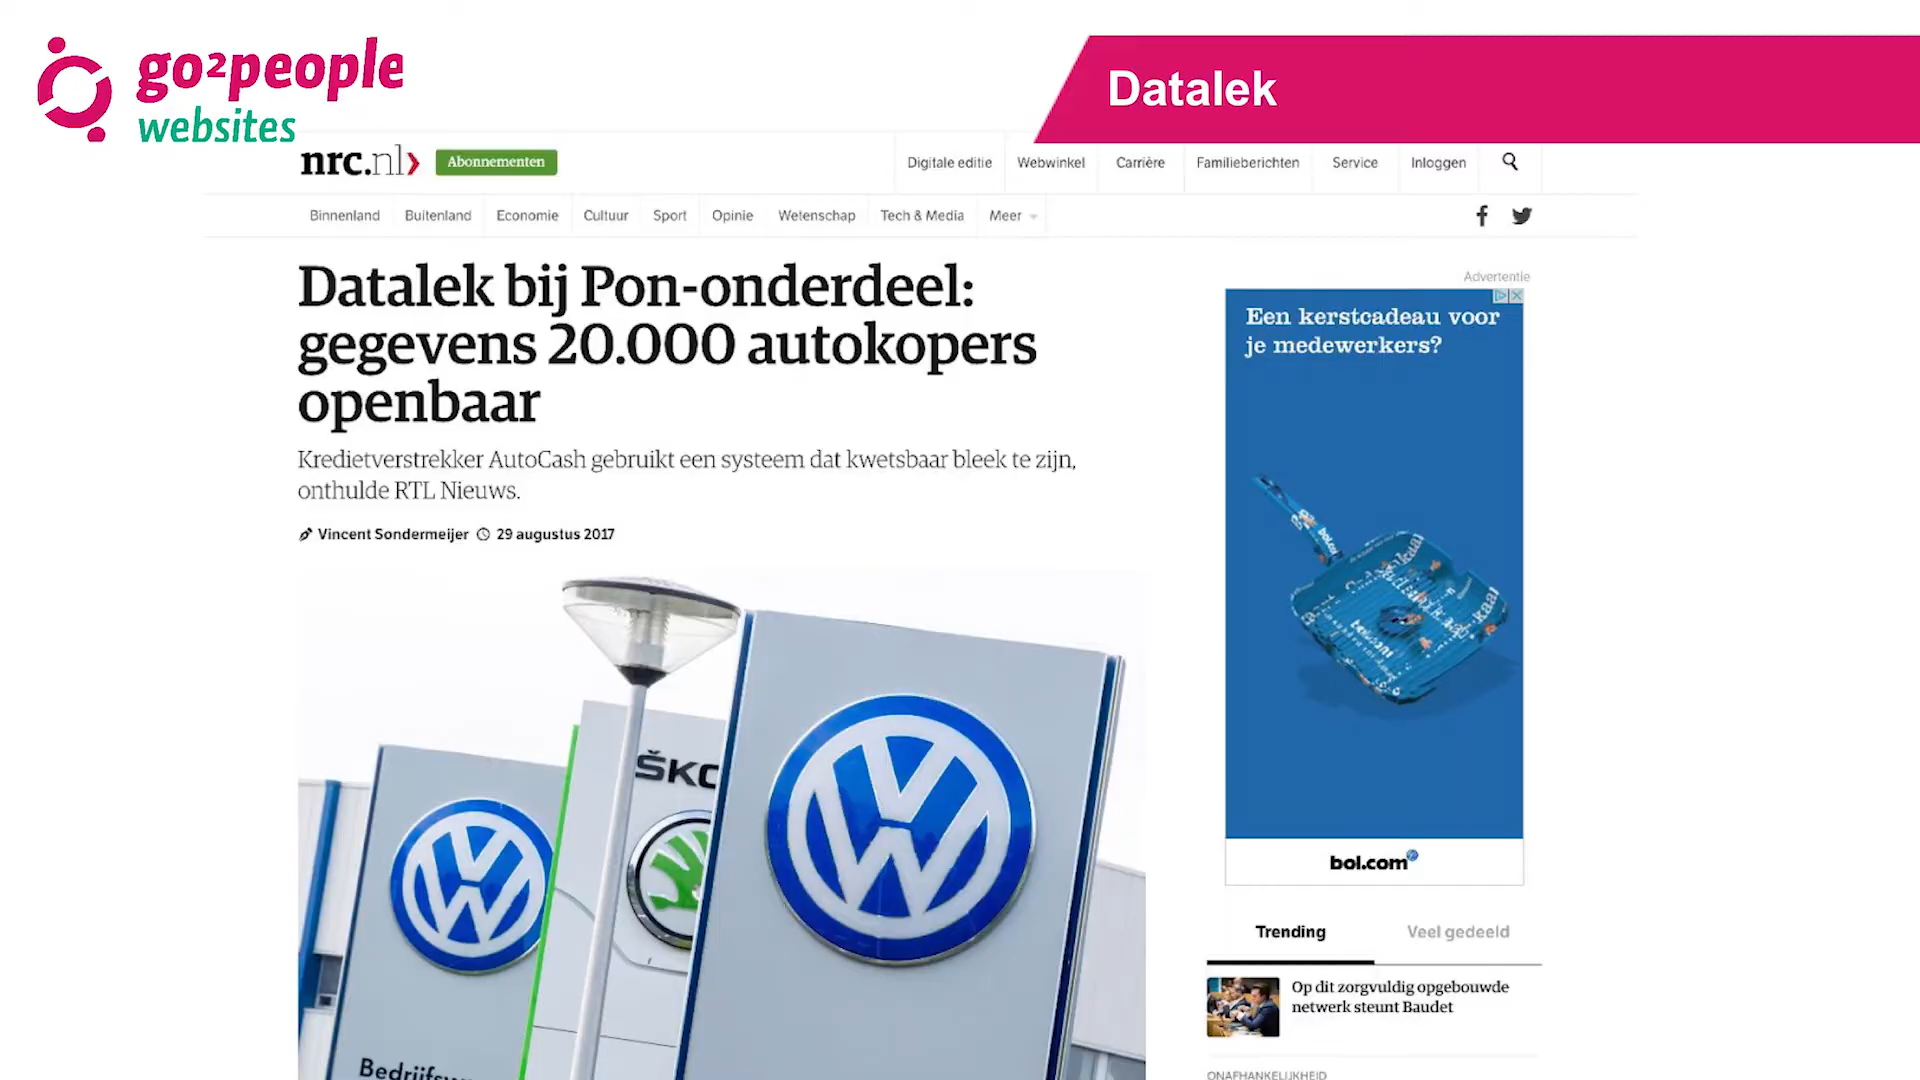 go2people
websites
Datalek
nrc.nl
Abonnementen
Digitale editie
Webwinkel
Carrière
Familieberichten
Service
Inloggen
Binnenland
Buitenland
Economie
Cultuur
Sport
Opinie
Wetenschap
Tech & Media
Meer
Datalek bij Pon-onderdeel:
gegevens 20.000 autokopers
openbaar
Kredietverstrekker AutoCash gebruikt een systeem dat kwetsbaar bleek te zijn,
onthulde RTL Nieuws.
Vincent Sondermeijer
29 augustus 2017
Advertentie
Een kerstcadeau voor
je medewerkers?
bol.com
Trending
Veel gedeeld
Op dit zorgvuldig opgebouwde
netwerk steunt Baudet
ONAFHANKELIJKHEID